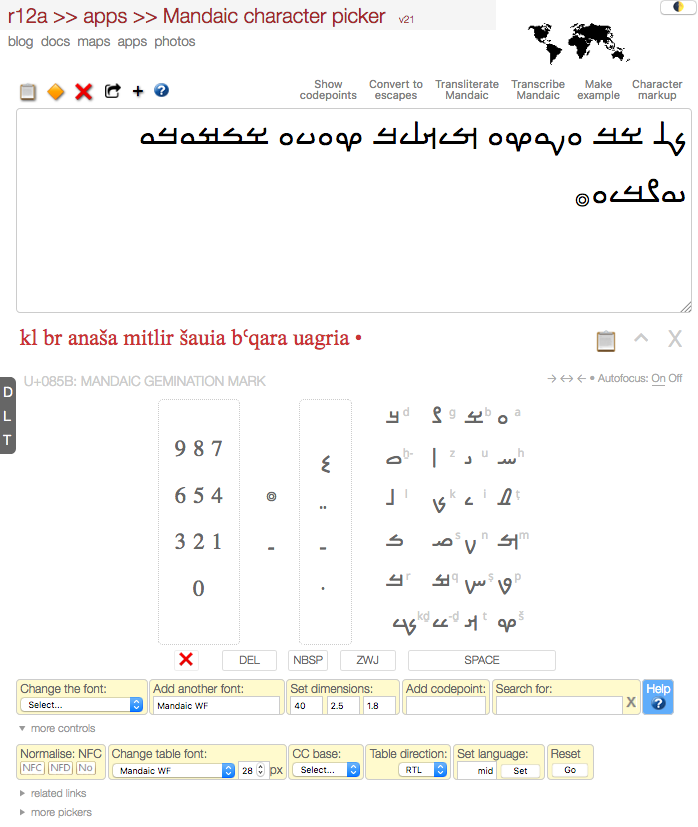 r12a >> apps >> Mandaic character picker v21
blog docs maps apps photos
Show codepoints
Convert to escapes
Transliterate Mandaic
Transcribe Mandaic
Make example
Character markup
ࡊࡋ ࡁࡓ ࡀࡍࡀࡔࡀ ࡌࡉࡕࡋࡉࡓ ࡔࡀࡅࡉࡀ ࡁࡒࡀࡓࡀ
ࡅࡀࡂࡓࡉࡀ࡞
kl br anaša mitlir šauia bʿqara uagria •
X
U+085B: MANDAIC GEMINATION MARK
→ ↔ ← ▪ Autofocus: On Off
D
L
T
9 8 7
6 5 4
3 2 1
0
ࡃ d ࡂ g ࡁ b ࡀ a
ࡇ ẖ- ࡆ z ࡅ u ࡄ h
ࡋ l ࡊ k ࡉ i ࡈ ṭ
ࡏ ࡎ s ࡍ n ࡌ m
ࡓ r ࡒ q ࡑ ṣ ࡐ p
ࡗ kḏ ࡖ -ḏ ࡕ t ࡔ š
DEL NBSP ZWJ SPACE
Change the font: Add another font: Set dimensions: Add codepoint: Search for: Help
Select... Mandaic WF 40 2.5 1.8 X ?
▼ more controls
Normalise: NFC Change table font: CC base: Table direction: Set language: Reset
NFC NFD No Mandaic WF 28 px Select... RTL mid Set Go
► related links
► more pickers